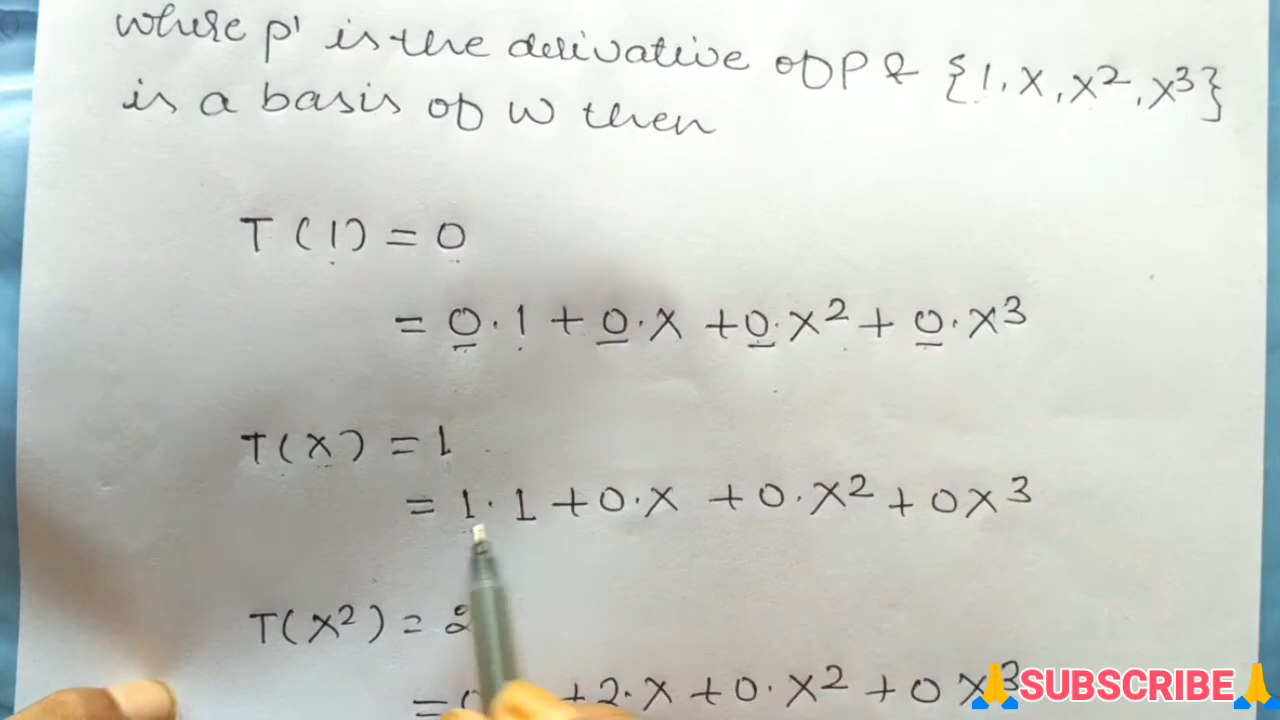 where p' is the derivative of P & {1, x, x², x³}
is a basis of W then
T(1) = 0
= 0·1 + 0·x + 0·x² + 0·x³
T(x) = 1
= 1·1 + 0·x + 0·x² + 0x³
T(x²) = 2
= 0 + 2·x + 0·x² + 0x³
SUBSCRIBE